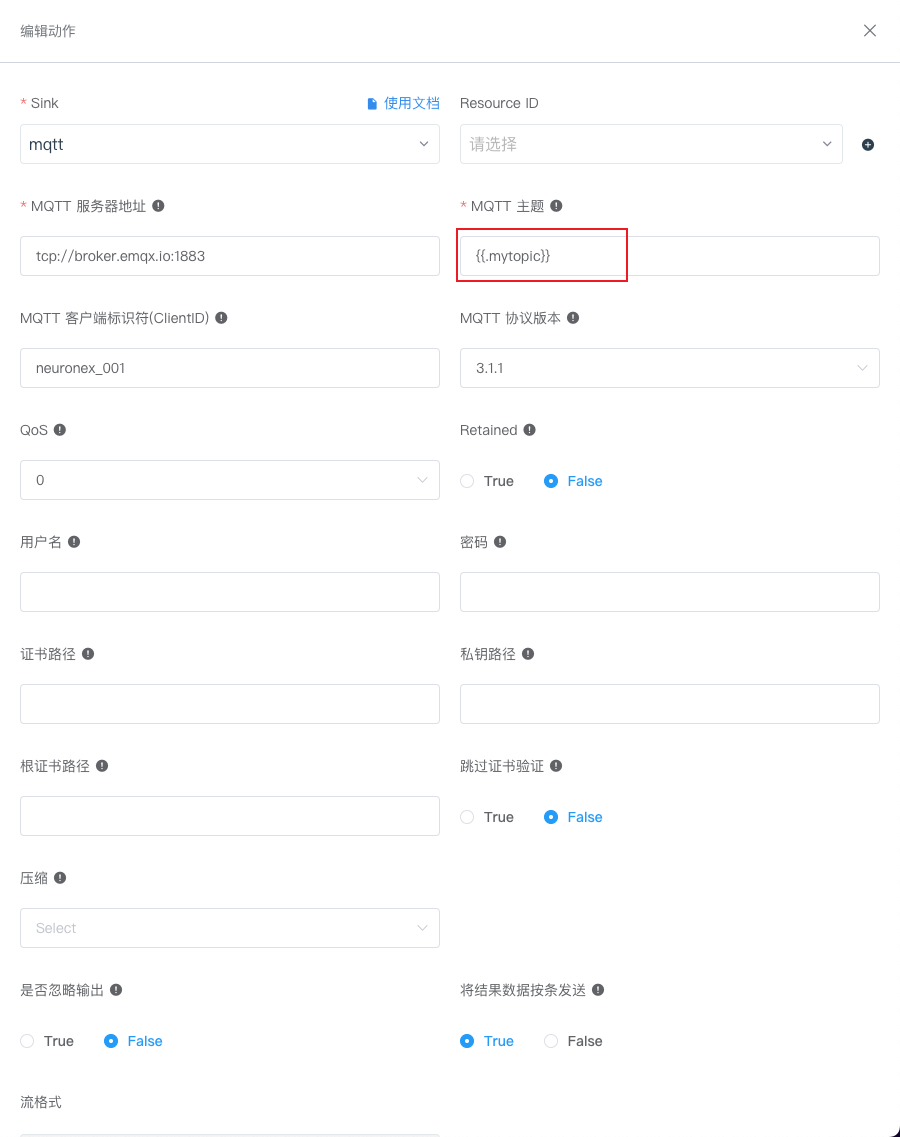 编辑动作
* Sink 使用文档 Resource ID
mqtt 请选择
* MQTT 服务器地址 * MQTT 主题
tcp://broker.emqx.io:1883 {{.mytopic}}
MQTT 客户端标识符(ClientID) MQTT 协议版本
neuronex_001 3.1.1
QoS Retained
0 True False
用户名 密码
证书路径 私钥路径
根证书路径 跳过证书验证
True False
压缩
Select
是否忽略输出 将结果数据按条发送
True False True False
流格式